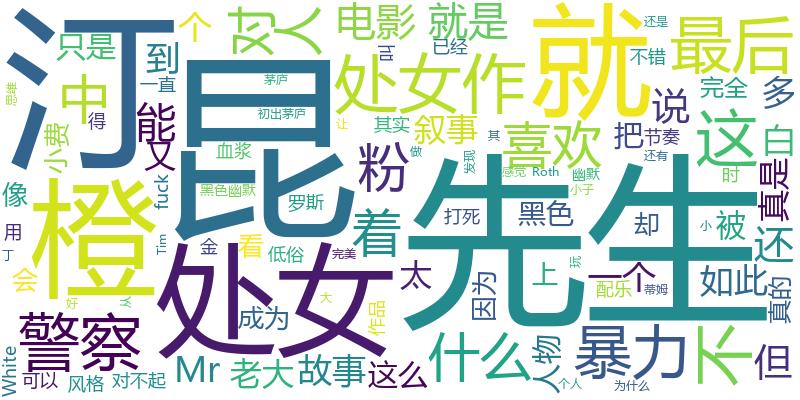 汀
昆
先生
就
橙
处女
处女作
对
人
电影
就是
最后
只是
到
个
中
一直
得
小费
能
又
fuck
血浆
初出茅庐
茅庐
已经
让
其实
叙事
做
喜欢
把
说
节奏
不错
还是
完全
多
这
白
真是
时
思维
像
用
丁
会
警察
White
可以
风格
对不起
好
从
Tim
黑色幽默
金
看
低俗
成为
Mr
老大
故事
完美
大
作品
罗斯
粉
着
太
这么
打死
黑色
什么
上
因为
人物
个人
暴力
一个
配乐
蒂姆
为什么
玩
感觉
Roth
幽默
小子
发现
其
还有
却
小
被
还
如此
真的
不
但